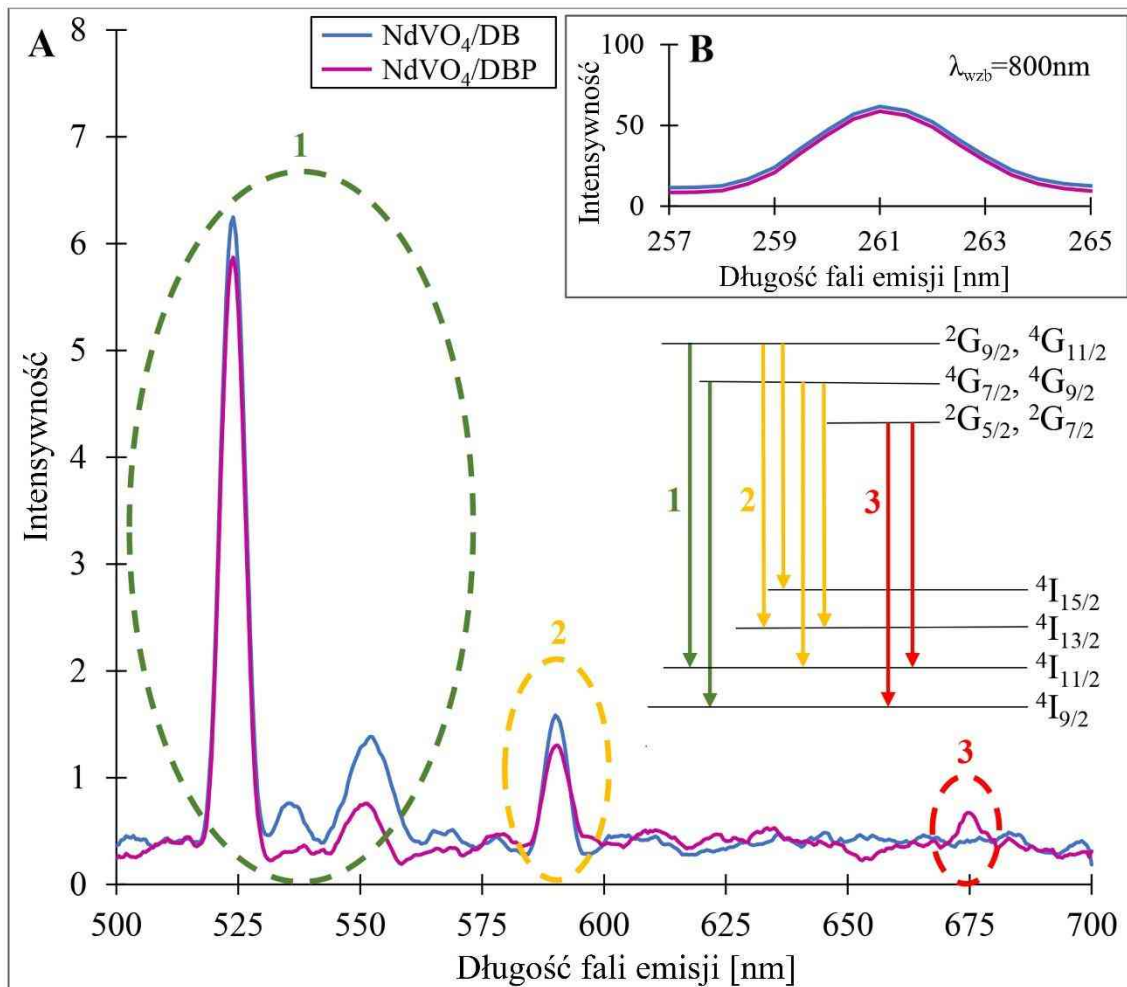 A
NdVO₄/DB
NdVO₄/DBP
Intensywność
8
7
6
5
4
3
2
1
0
500 525 550 575 600 625 650 675 700
Długość fali emisji [nm]
1
2
3
B
λwzb=800nm
Intensywność
100
50
0
257 259 261 263 265
Długość fali emisji [nm]
²G₉/₂, ⁴G₁₁/₂
⁴G₇/₂, ⁴G₉/₂
²G₅/₂, ²G₇/₂
1 2 3
⁴I₁₅/₂
⁴I₁₃/₂
⁴I₁₁/₂
⁴I₉/₂